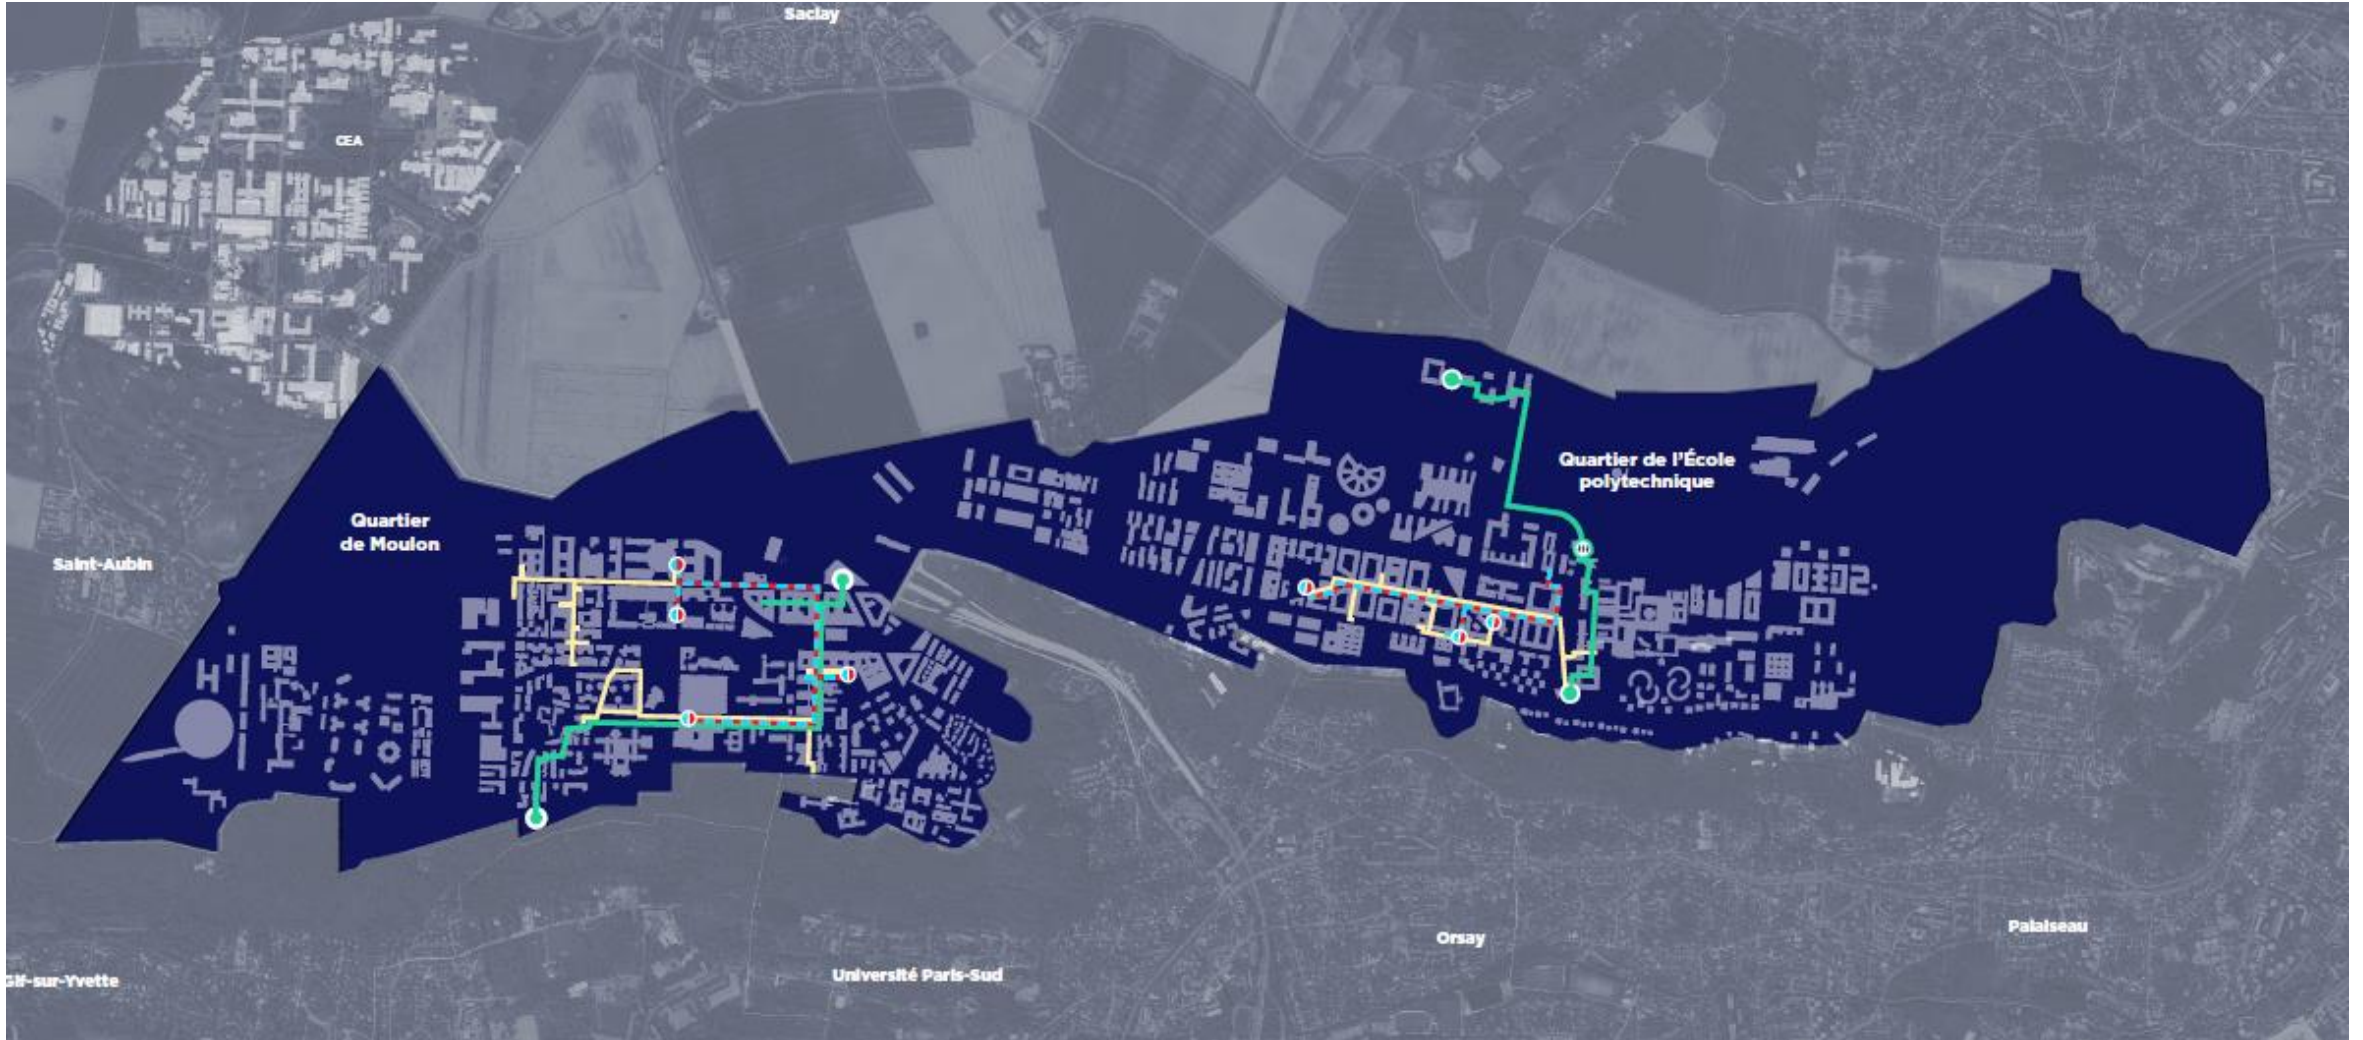 Saclay
CEA
Quartier de l'École
polytechnique
Quartier
de Moulon
Saint-Aubin
Palaiseau
Orsay
Université Paris-Sud
Gif-sur-Yvette